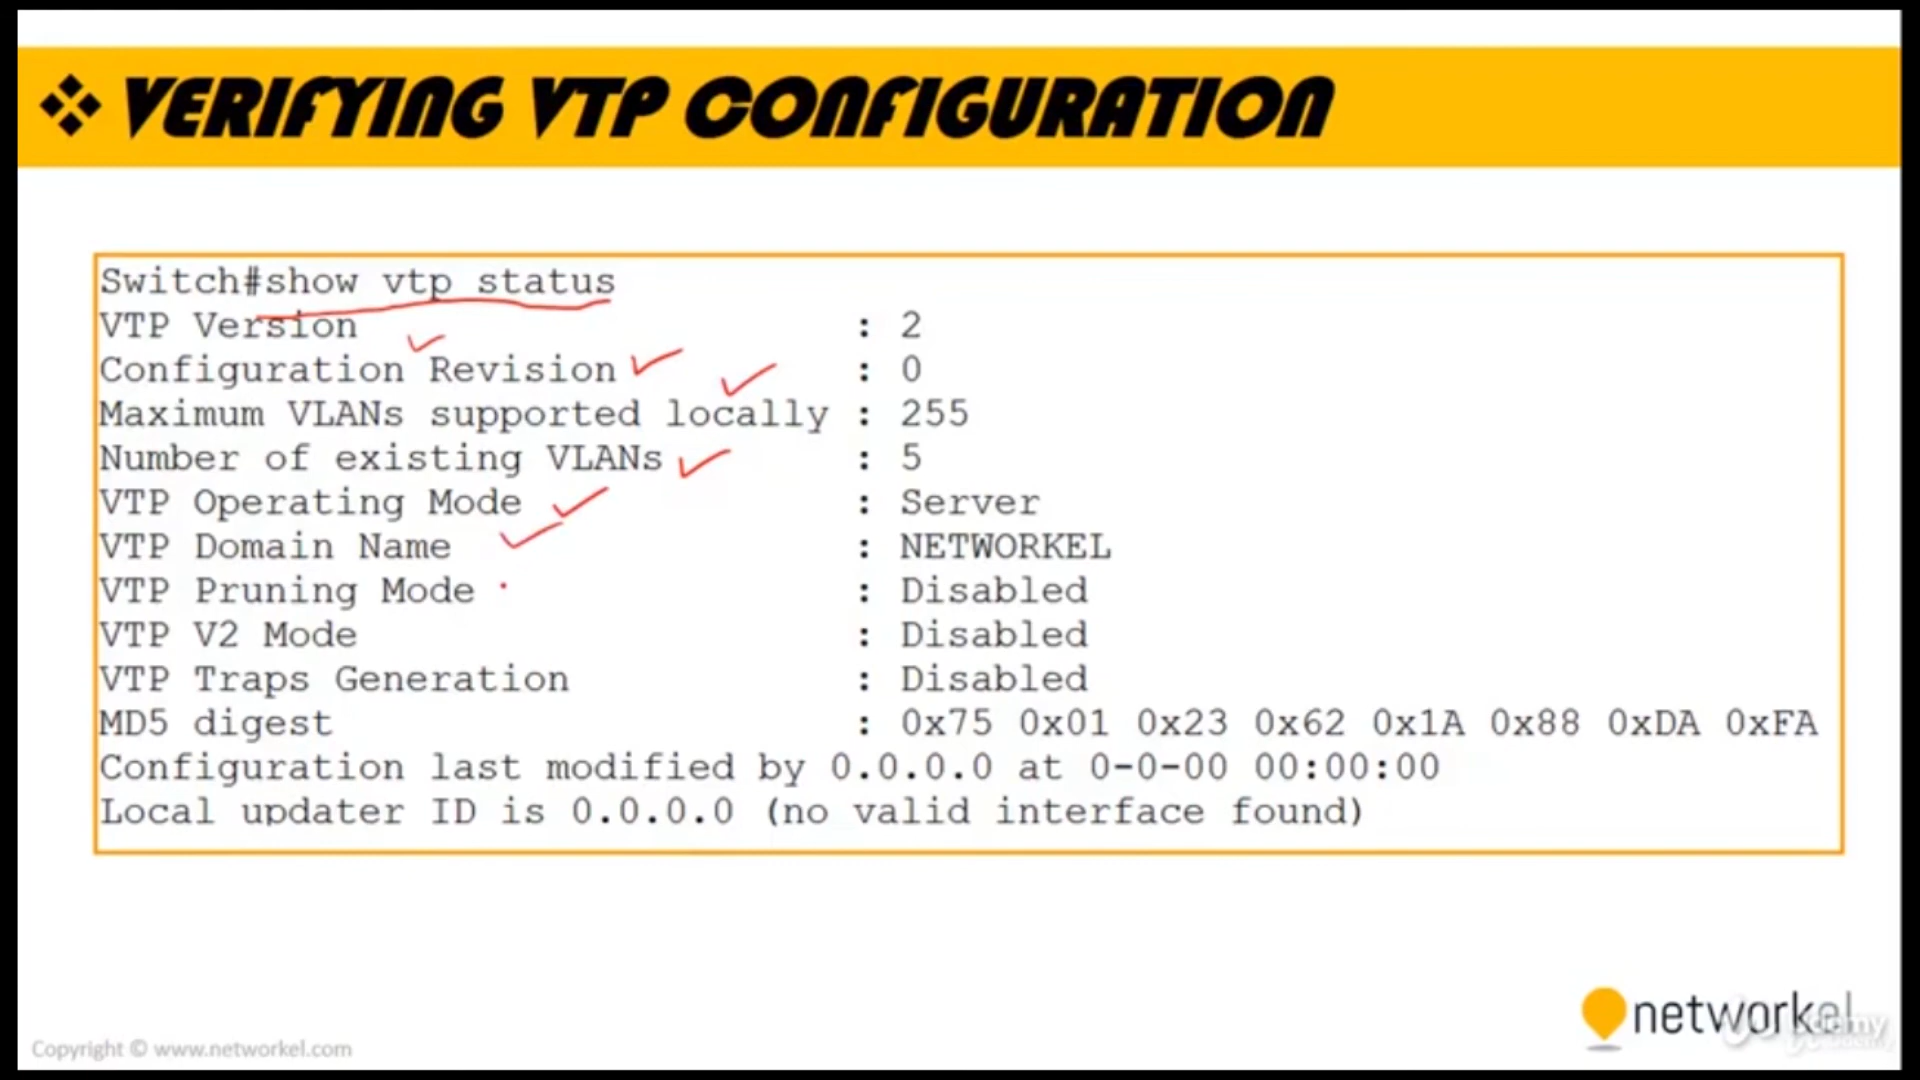 ❖ VERIFYING VTP CONFIGURATION
Switch#show vtp status
VTP Version : 2
Configuration Revision : 0
Maximum VLANs supported locally : 255
Number of existing VLANs : 5
VTP Operating Mode : Server
VTP Domain Name : NETWORKEL
VTP Pruning Mode : Disabled
VTP V2 Mode : Disabled
VTP Traps Generation : Disabled
MD5 digest : 0x75 0x01 0x23 0x62 0x1A 0x88 0xDA 0xFA
Configuration last modified by 0.0.0.0 at 0-0-00 00:00:00
Local updater ID is 0.0.0.0 (no valid interface found)
networkel
Udemy
Copyright © www.networkel.com